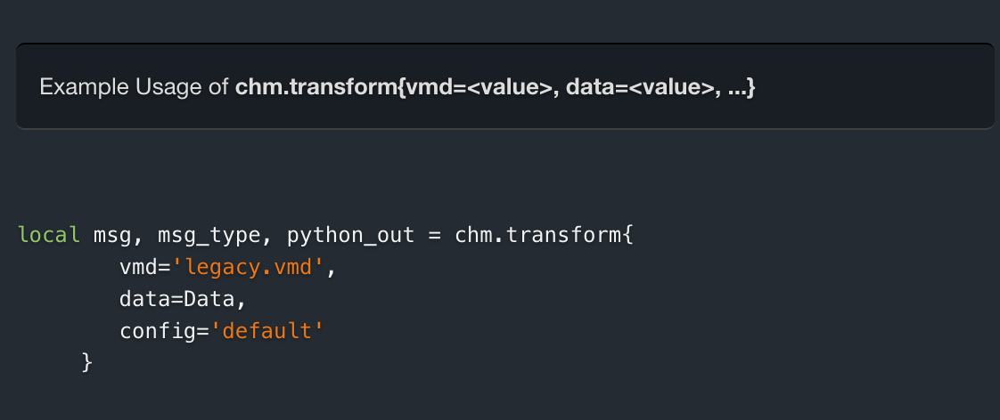 Example Usage of chm.transform{vmd=<value>, data=<value>, ...}
local msg, msg_type, python_out = chm.transform{
vmd='legacy.vmd',
data=Data,
config='default'
}